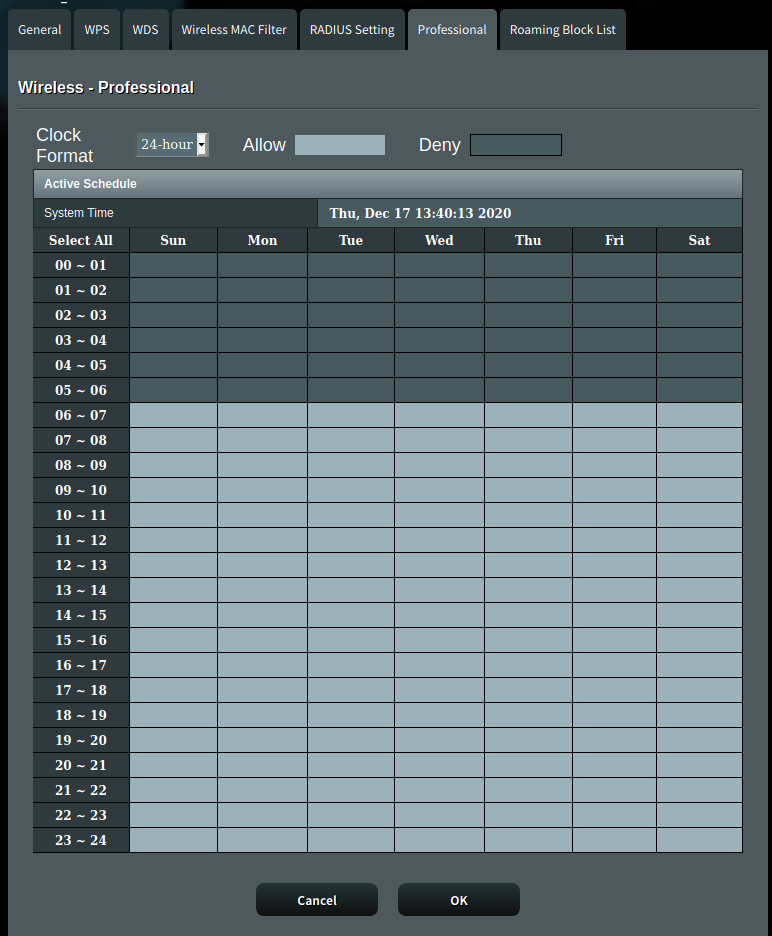 General WPS WDS Wireless MAC Filter RADIUS Setting Professional Roaming Block List
Wireless - Professional
Clock
Format 24-hour Allow Deny
Active Schedule
System Time Thu, Dec 17 13:40:13 2020
Select All Sun Mon Tue Wed Thu Fri Sat
00 ~ 01
01 ~ 02
02 ~ 03
03 ~ 04
04 ~ 05
05 ~ 06
06 ~ 07
07 ~ 08
08 ~ 09
09 ~ 10
10 ~ 11
11 ~ 12
12 ~ 13
13 ~ 14
14 ~ 15
15 ~ 16
16 ~ 17
17 ~ 18
18 ~ 19
19 ~ 20
20 ~ 21
21 ~ 22
22 ~ 23
23 ~ 24
Cancel OK